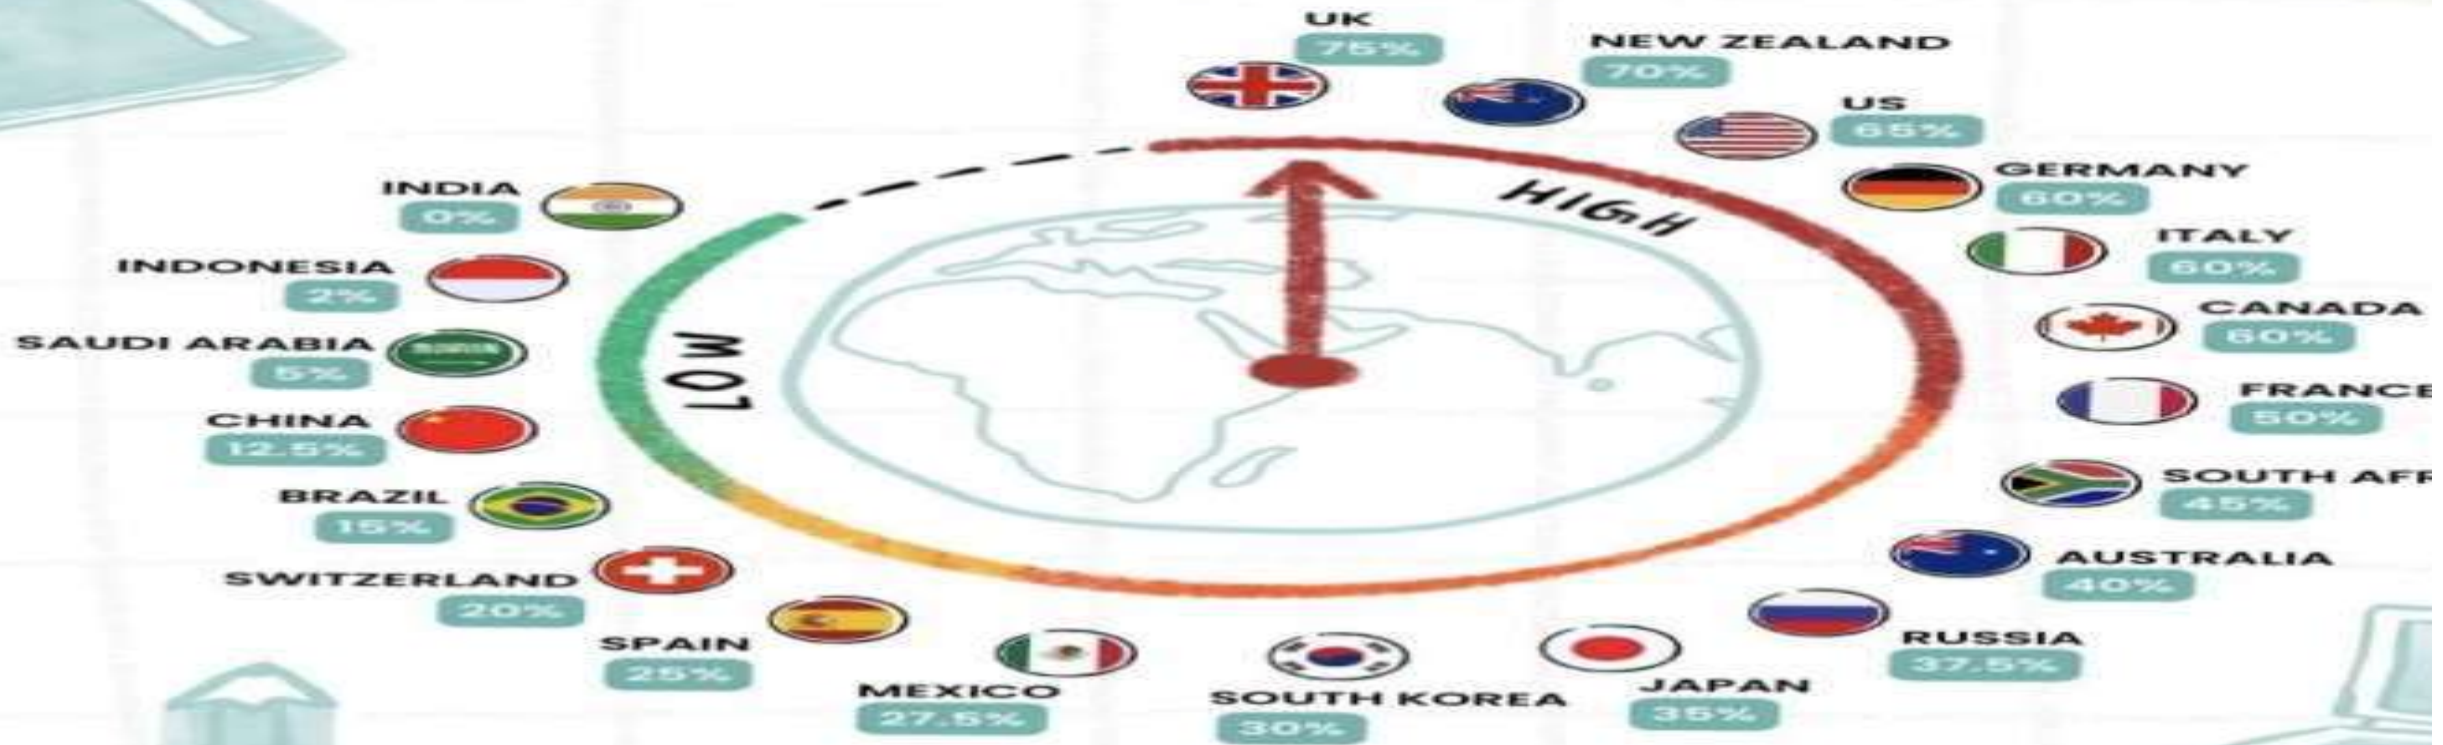 UK
75%
NEW ZEALAND
70%
US
65%
GERMANY
60%
ITALY
60%
CANADA
60%
FRANCE
50%
SOUTH AFR
45%
AUSTRALIA
40%
RUSSIA
37.5%
JAPAN
35%
SOUTH KOREA
30%
MEXICO
27.5%
SPAIN
25%
SWITZERLAND
20%
BRAZIL
15%
CHINA
12.5%
SAUDI ARABIA
5%
INDONESIA
2%
INDIA
0%
HIGH
LOW